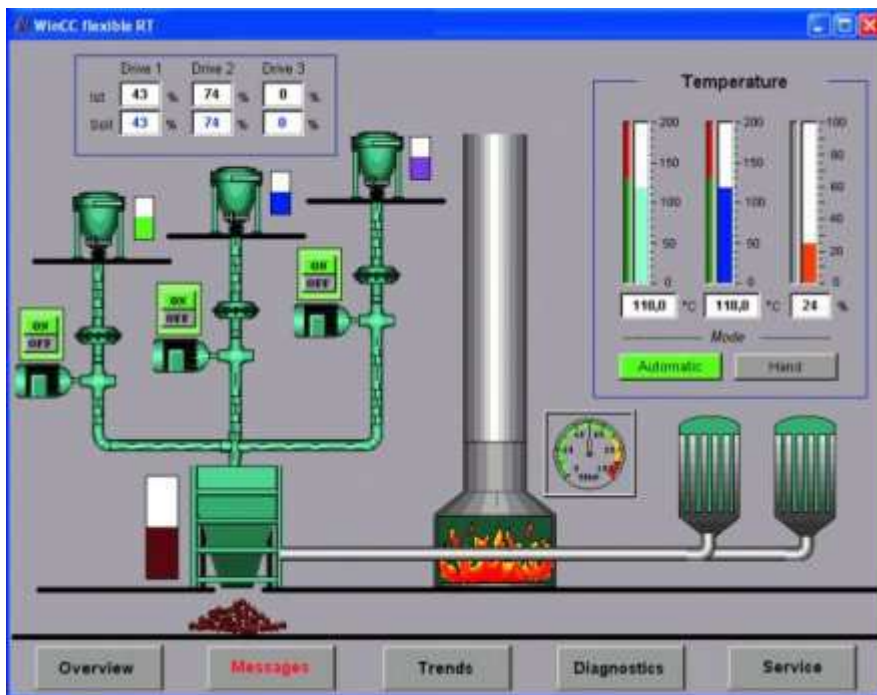 WinCC flexible RT
Drive 1 Drive 2 Drive 3
Ist 43 % 74 % 0 %
Soll 43 % 74 % 0 %
Temperature
200 200 100
150 150 80
100 100 60
50 50 40
0 0 20
0
118,0 °C 118,0 °C 24 %
Mode
Automatic Hand
ON
OFF
ON
OFF
ON
OFF
Overview Messages Trends Diagnostics Service